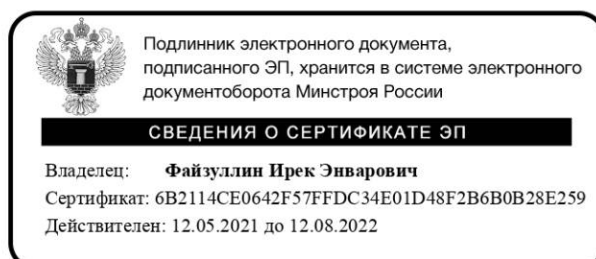 Подлинник электронного документа,
подписанного ЭП, хранится в системе электронного
документоборота Минстроя России
СВЕДЕНИЯ О СЕРТИФИКАТЕ ЭП
Владелец: Файзуллин Ирек Энварович
Сертификат: 6B2114CE0642F57FFDC34E01D48F2B6B0B28E259
Действителен: 12.05.2021 до 12.08.2022